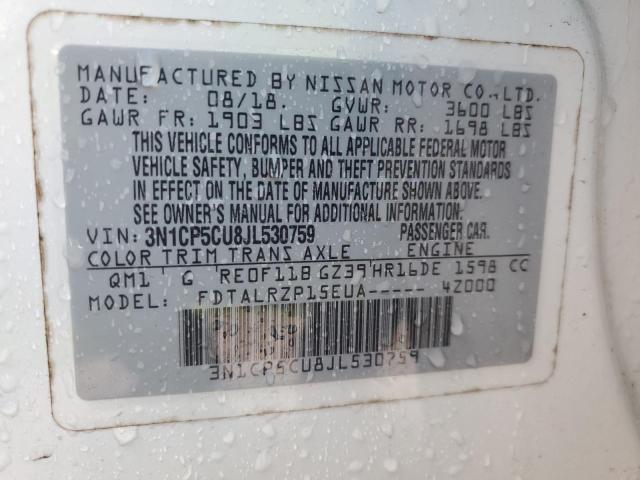 MANUFACTURED BY NISSAN MOTOR CO.,LTD.
DATE: 08/18. GVWR: 3600 LBS
GAWR FR: 1903 LBS GAWR RR: 1698 LBS
THIS VEHICLE CONFORMS TO ALL APPLICABLE FEDERAL MOTOR
VEHICLE SAFETY, BUMPER AND THEFT PREVENTION STANDARDS
IN EFFECT ON THE DATE OF MANUFACTURE SHOWN ABOVE.
SEE OWNER'S MANUAL FOR ADDITIONAL INFORMATION.
VIN: 3N1CP5CU8JL530759 PASSENGER CAR.
COLOR TRIM TRANS AXLE ENGINE
QM1 G RE0F11B GZ39 HR16DE 1598 CC
MODEL: FDTALRZP15EUA----- 4Z000
3N1CP5CU8JL530759